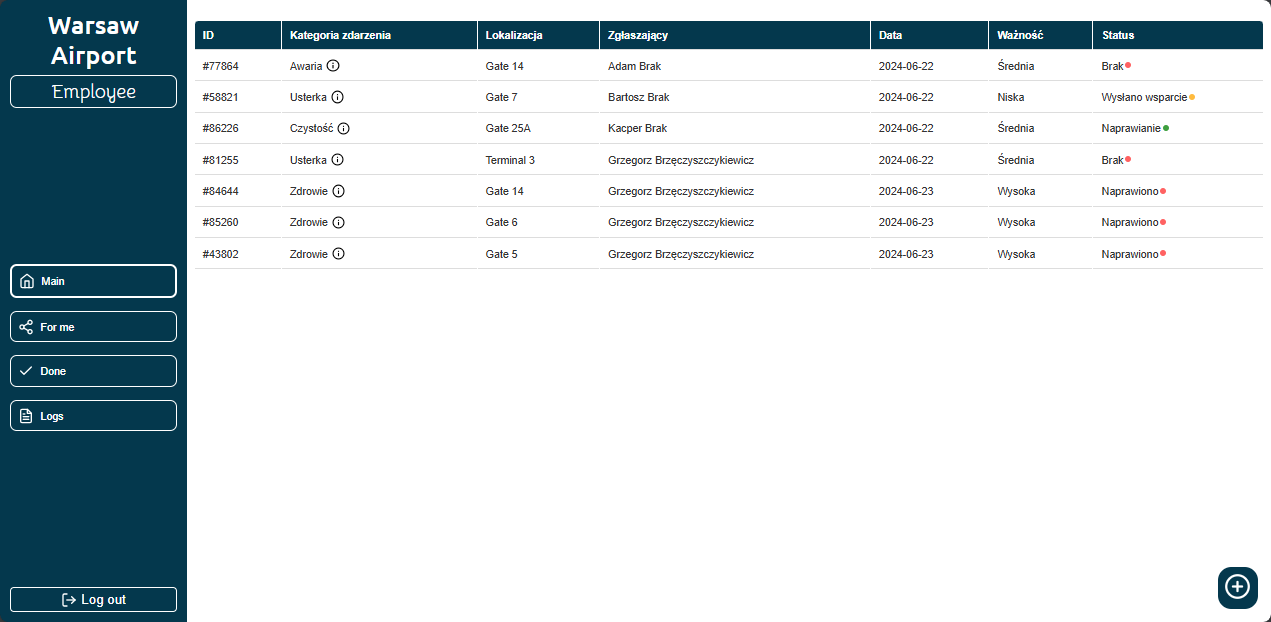 Warsaw
Airport
Employee
Main
For me
Done
Logs
Log out
ID Kategoria zdarzenia Lokalizacja Zgłaszający Data Ważność Status
#77864 Awaria Gate 14 Adam Brak 2024-06-22 Średnia Brak
#58821 Usterka Gate 7 Bartosz Brak 2024-06-22 Niska Wysłano wsparcie
#86226 Czystość Gate 25A Kacper Brak 2024-06-22 Średnia Naprawianie
#81255 Usterka Terminal 3 Grzegorz Brzęczyszczykiewicz 2024-06-22 Średnia Brak
#84644 Zdrowie Gate 14 Grzegorz Brzęczyszczykiewicz 2024-06-23 Wysoka Naprawiono
#85260 Zdrowie Gate 6 Grzegorz Brzęczyszczykiewicz 2024-06-23 Wysoka Naprawiono
#43802 Zdrowie Gate 5 Grzegorz Brzęczyszczykiewicz 2024-06-23 Wysoka Naprawiono